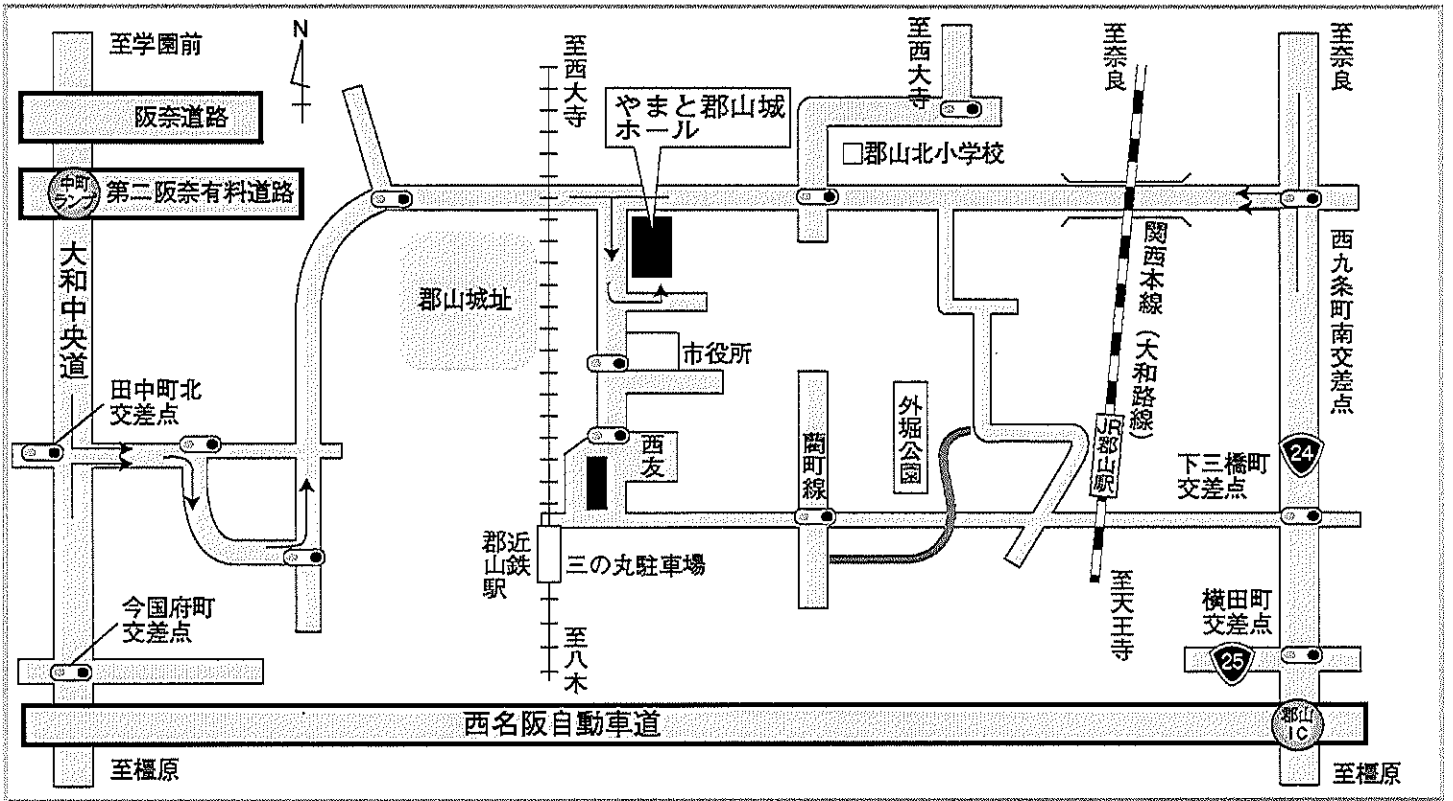 至学園前
N
阪奈道路
中町
ランプ
第二阪奈有料道路
大和中央道
田中町北
交差点
今国府町
交差点
至橿原
郡山城址
至西大寺
やまと郡山城
ホール
市役所
西友
近鉄
郡山駅
三の丸駐車場
至八木
至西大寺
□郡山北小学校
藺町線
外堀公園
至奈良
関西本線(大和路線)
JR郡山駅
至天王寺
至奈良
西九条町南交差点
24
下三橋町
交差点
横田町
交差点
25
西名阪自動車道
郡山
IC
至橿原